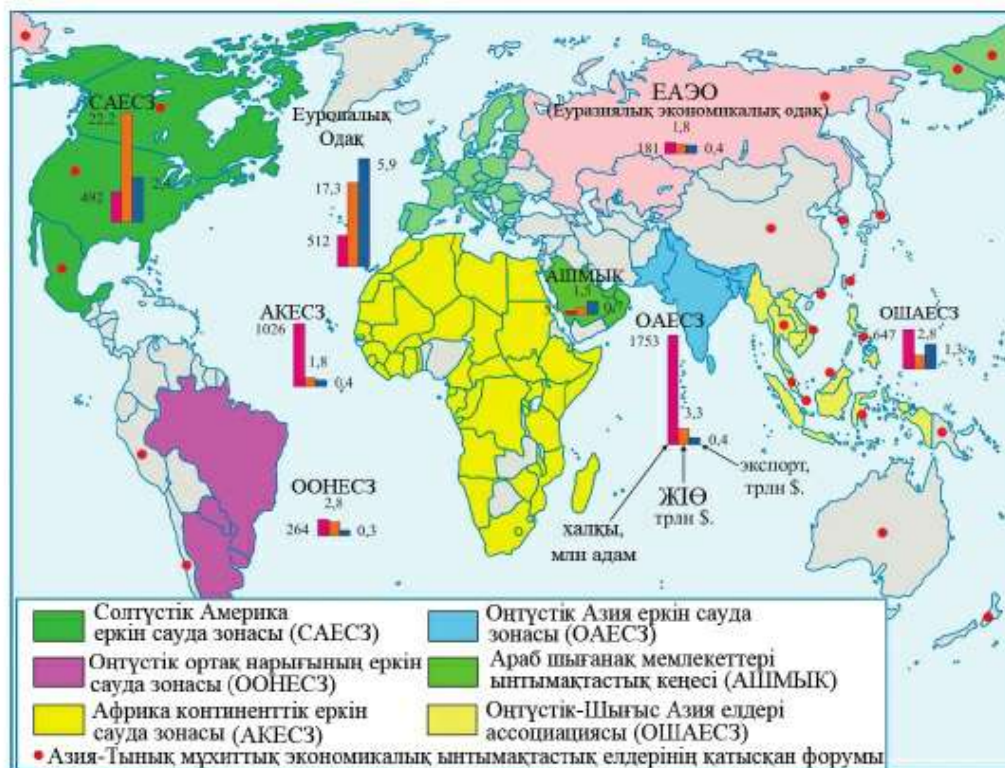 САЕСЗ
22,2
492
2,4
Еуропалық
Одақ
5,9
17,3
512
ЕАЭО
(Еуразиялық экономикалық одақ)
1,8
181
0,4
АКЕСЗ
1026
1,8
0,4
АШМЫК
1,5
ОАЕСЗ
1753
3,3
0,4
экспорт,
трлн $.
ЖІӨ
трлн $.
халқы,
млн адам
ОШАЕСЗ
647
2,8
1,3
ООНЕСЗ
2,8
264
0,3
Солтүстік Америка
еркін сауда зонасы (САЕСЗ)
Оңтүстік ортақ нарығының еркін
сауда зонасы (ООНЕСЗ)
Африка континенттік еркін
сауда зонасы (АКЕСЗ)
Оңтүстік Азия еркін сауда
зонасы (ОАЕСЗ)
Араб шығанақ мемлекеттері
ынтымақтастық кеңесі (АШМЫК)
Оңтүстік-Шығыс Азия елдері
ассоциациясы (ОШАЕСЗ)
Азия-Тынық мұхиттық экономикалық ынтымақтастық елдерінің қатысқан форумы